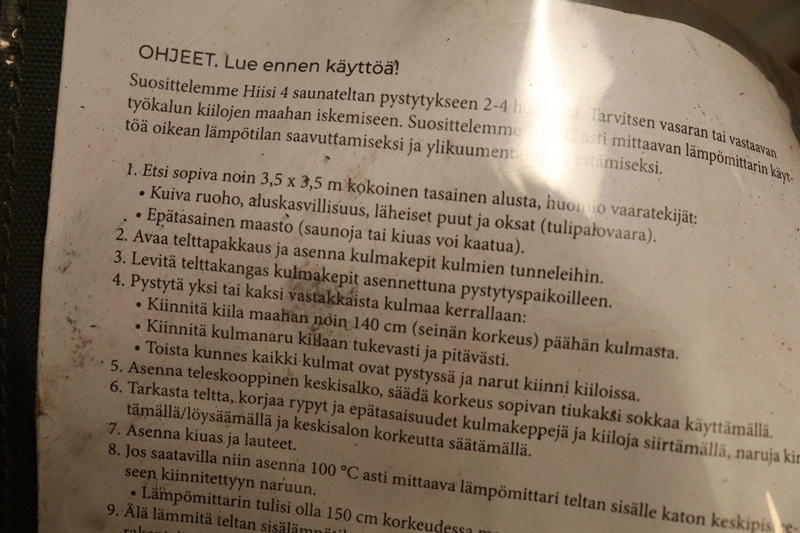 OHJEET. Lue ennen käyttöä!
Suosittelemme Hiisi 4 saunateltan pystytykseen 2-4 Tarvitsen vasaran tai vastaavan
työkalun kiilojen maahan iskemiseen. Suosittelemme asti mittaavan lämpömittarin käyt-
töä oikean lämpötilan saavuttamiseksi ja
1. Etsi sopiva noin 3,5 x 3,5 m kokoinen tasainen alusta, huomio vaaratekijät:
• Kuiva ruoho, aluskasvillisuus, läheiset puut ja oksat (tulipalovaara).
• Epätasainen maasto (saunoja tai kiuas voi kaatua).
2. Avaa telttapakkaus ja asenna kulmakepit kulmien tunneleihin.
3. Levitä telttakangas kulmakepit asennettuna pystytyspaikoilleen.
4. Pystytä yksi tai kaksi vastakkaista kulmaa kerrallaan:
• Kiinnitä kiila maahan noin 140 cm (seinän korkeus) päähän kulmasta.
• Kiinnitä kulmanaru kiilaan tukevasti ja pitävästi.
• Toista kunnes kaikki kulmat ovat pystyssä ja narut kiinni kiiloissa.
5. Asenna teleskooppinen keskisalko, säädä korkeus sopivan tiukaksi sokkaa käyttämällä.
6. Tarkasta teltta, korjaa rypyt ja epätasaisuudet kulmakeppejä ja kiiloja siirtämällä, naruja
tämällä/löysäämällä ja keskisalon korkeutta säätämällä.
7. Asenna kiuas ja lauteet.
8. Jos saatavilla niin asenna 100 °C asti mittaava lämpömittari teltan sisälle katon
seen kiinnitettyyn naruun.
• Lämpömittarin tulisi olla 150 cm korkeudessa
9. Älä lämmitä teltan